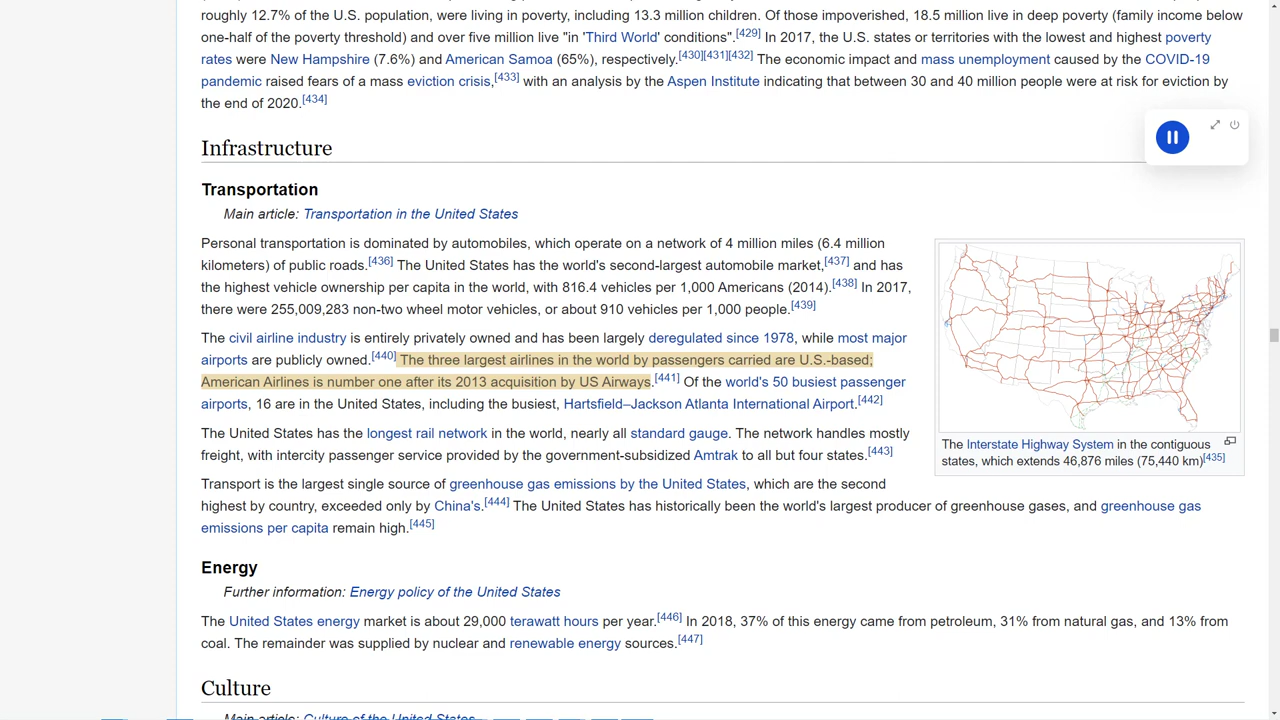 roughly 12.7% of the U.S. population, were living in poverty, including 13.3 million children. Of those impoverished, 18.5 million live in deep poverty (family income below
one-half of the poverty threshold) and over five million live "in 'Third World' conditions".[429] In 2017, the U.S. states or territories with the lowest and highest poverty
rates were New Hampshire (7.6%) and American Samoa (65%), respectively.[430][431][432] The economic impact and mass unemployment caused by the COVID-19
pandemic raised fears of a mass eviction crisis,[433] with an analysis by the Aspen Institute indicating that between 30 and 40 million people were at risk for eviction by
the end of 2020.[434]
Infrastructure
Transportation
Main article: Transportation in the United States
Personal transportation is dominated by automobiles, which operate on a network of 4 million miles (6.4 million
kilometers) of public roads.[436] The United States has the world's second-largest automobile market,[437] and has
the highest vehicle ownership per capita in the world, with 816.4 vehicles per 1,000 Americans (2014).[438] In 2017,
there were 255,009,283 non-two wheel motor vehicles, or about 910 vehicles per 1,000 people.[439]
The civil airline industry is entirely privately owned and has been largely deregulated since 1978, while most major
airports are publicly owned.[440] The three largest airlines in the world by passengers carried are U.S.-based;
American Airlines is number one after its 2013 acquisition by US Airways.[441] Of the world's 50 busiest passenger
airports, 16 are in the United States, including the busiest, Hartsfield–Jackson Atlanta International Airport.[442]
The United States has the longest rail network in the world, nearly all standard gauge. The network handles mostly
freight, with intercity passenger service provided by the government-subsidized Amtrak to all but four states.[443]
The Interstate Highway System in the contiguous
states, which extends 46,876 miles (75,440 km)[435]
Transport is the largest single source of greenhouse gas emissions by the United States, which are the second
highest by country, exceeded only by China's.[444] The United States has historically been the world's largest producer of greenhouse gases, and greenhouse gas
emissions per capita remain high.[445]
Energy
Further information: Energy policy of the United States
The United States energy market is about 29,000 terawatt hours per year.[446] In 2018, 37% of this energy came from petroleum, 31% from natural gas, and 13% from
coal. The remainder was supplied by nuclear and renewable energy sources.[447]
Culture
Main article: Culture of the United States